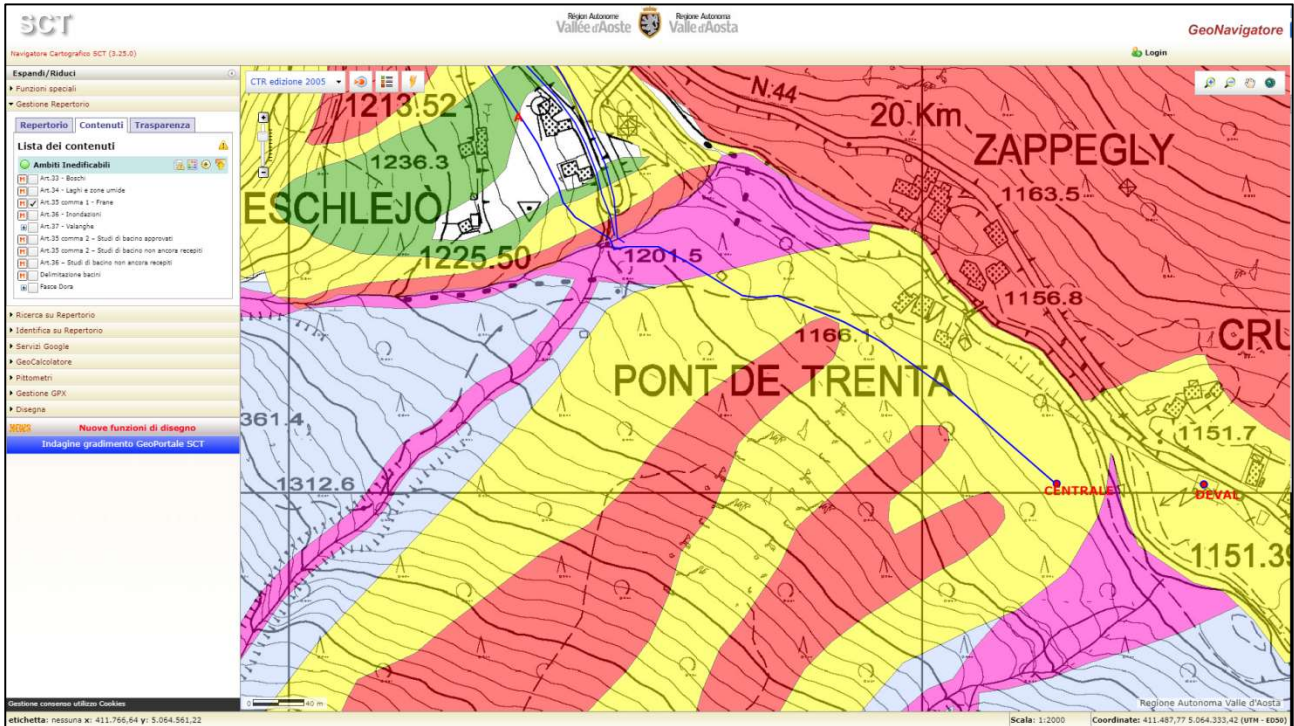 SCT
Région Autonome
Vallée d'Aoste
Regione Autonoma
Valle d'Aosta
GeoNavigatore
Navigatore Cartografico SCT (3.25.0)
Login
Espandi/Riduci
Funzioni speciali
Gestione Repertorio
Repertorio Contenuti Trasparenza
Lista dei contenuti
Ambiti Inedificabili
Art.33 - Boschi
Art.34 - Laghi e zone umide
Art.35 comma 1 - Frane
Art.36 - Inondazioni
Art.37 - Valanghe
Art.35 comma 2 - Studi di bacino approvati
Art.35 comma 2 - Studi di bacino non ancora recepiti
Art.36 - Studi di bacino non ancora recepiti
Delimitazione bacini
Fasce Dora
Ricerca su Repertorio
Identifica su Repertorio
Servizi Google
GeoCalcolatore
Pittometri
Gestione GPX
Disegna
NEWS Nuove funzioni di disegno
Indagine gradimento GeoPortale SCT
CTR edizione 2005
1213.52
A
N.44
20 Km
ZAPPEGLY
1236.3
1163.5
ESCHLEJÒ
1225.50
1201.5
1156.8
1166.1
CRU
PONT DE TRENTA
361.4
1151.7
1312.6
CENTRALE
DEVAL
1151.39
Regione Autonoma Valle d'Aosta
0 40 m
Gestione consenso utilizzo Cookies
etichetta: nessuna x: 411.766,64 y: 5.064.561,22
Scala: 1:2000
Coordinate: 411.487,77 5.064.333,42 (UTM - ED50)